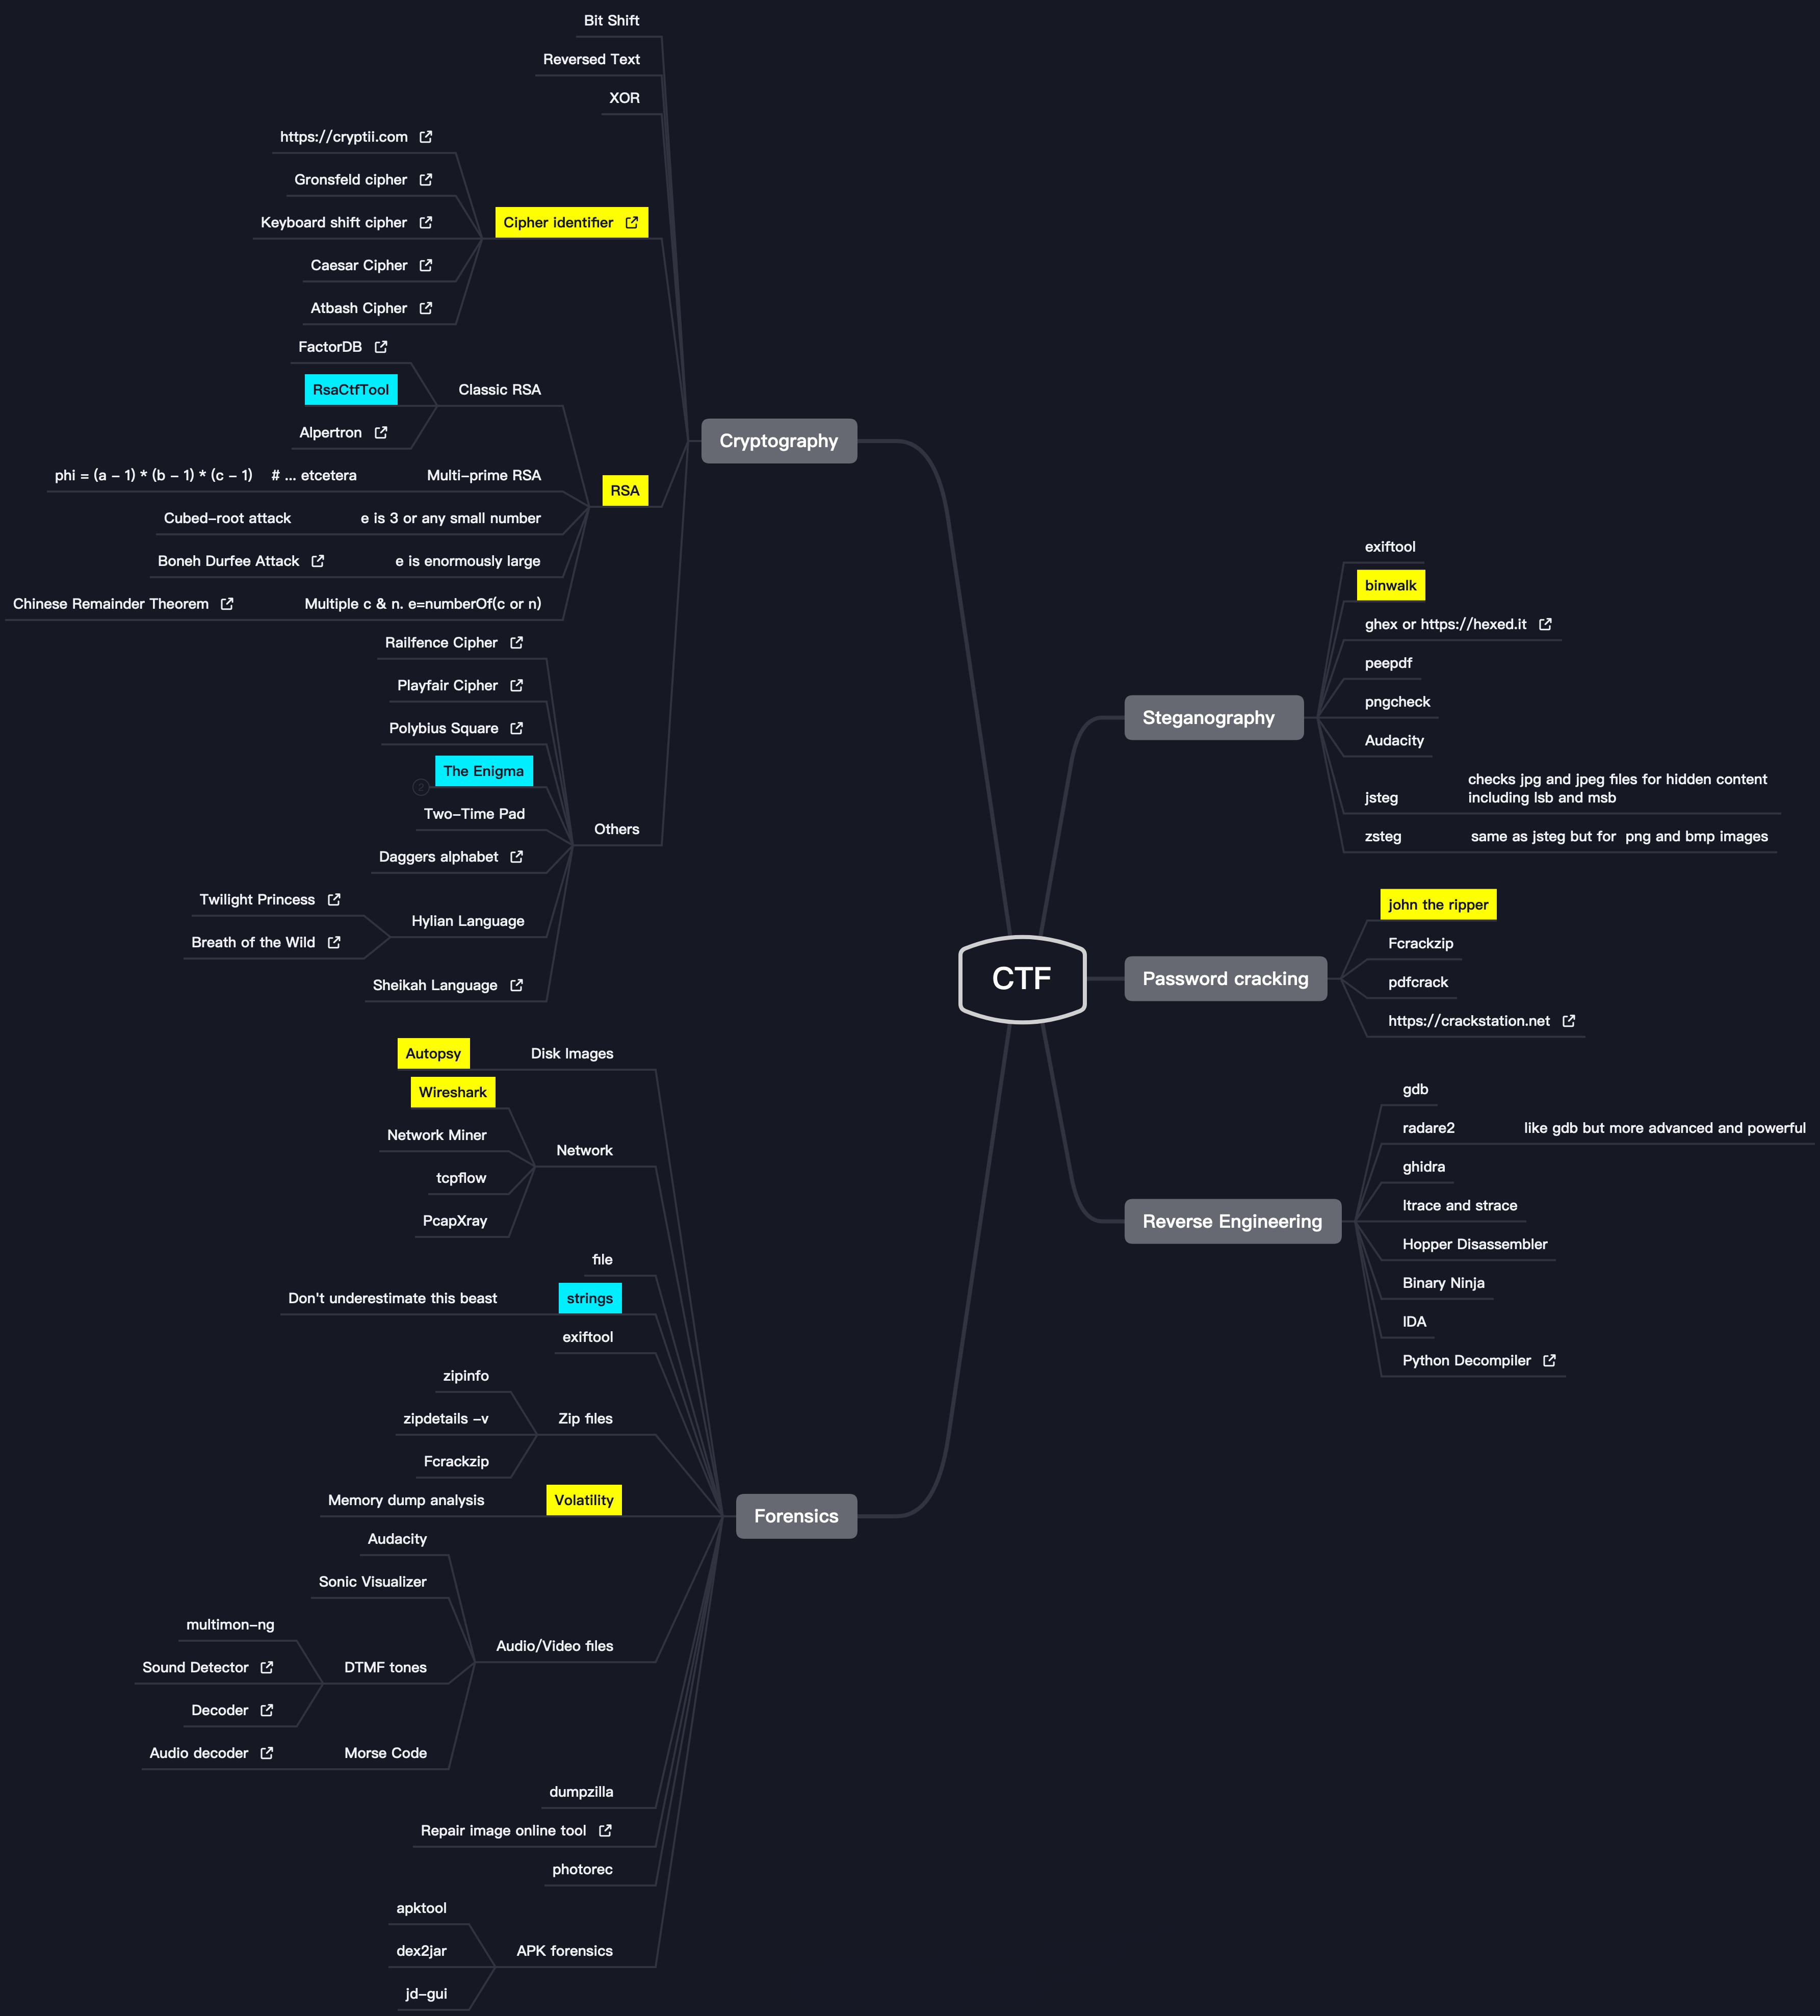 CTF
Cryptography
Bit Shift
Reversed Text
XOR
Cipher identifier
https://cryptii.com
Gronsfeld cipher
Keyboard shift cipher
Caesar Cipher
Atbash Cipher
RSA
Classic RSA
FactorDB
RsaCtfTool
Alpertron
Multi-prime RSA
phi = (a - 1) * (b - 1) * (c - 1)    # ... etcetera
e is 3 or any small number
Cubed-root attack
e is enormously large
Boneh Durfee Attack
Multiple c & n. e=numberOf(c or n)
Chinese Remainder Theorem
Others
Railfence Cipher
Playfair Cipher
Polybius Square
The Enigma
2
Two-Time Pad
Daggers alphabet
Hylian Language
Twilight Princess
Breath of the Wild
Sheikah Language
Steganography
exiftool
binwalk
ghex or https://hexed.it
peepdf
pngcheck
Audacity
jsteg
checks jpg and jpeg files for hidden content
including lsb and msb
zsteg
same as jsteg but for  png and bmp images
Password cracking
john the ripper
Fcrackzip
pdfcrack
https://crackstation.net
Reverse Engineering
gdb
radare2
like gdb but more advanced and powerful
ghidra
ltrace and strace
Hopper Disassembler
Binary Ninja
IDA
Python Decompiler
Forensics
Disk Images
Autopsy
Network
Wireshark
Network Miner
tcpflow
PcapXray
file
strings
Don't underestimate this beast
exiftool
Zip files
zipinfo
zipdetails -v
Fcrackzip
Volatility
Memory dump analysis
Audio/Video files
Audacity
Sonic Visualizer
DTMF tones
multimon-ng
Sound Detector
Decoder
Morse Code
Audio decoder
dumpzilla
Repair image online tool
photorec
APK forensics
apktool
dex2jar
jd-gui